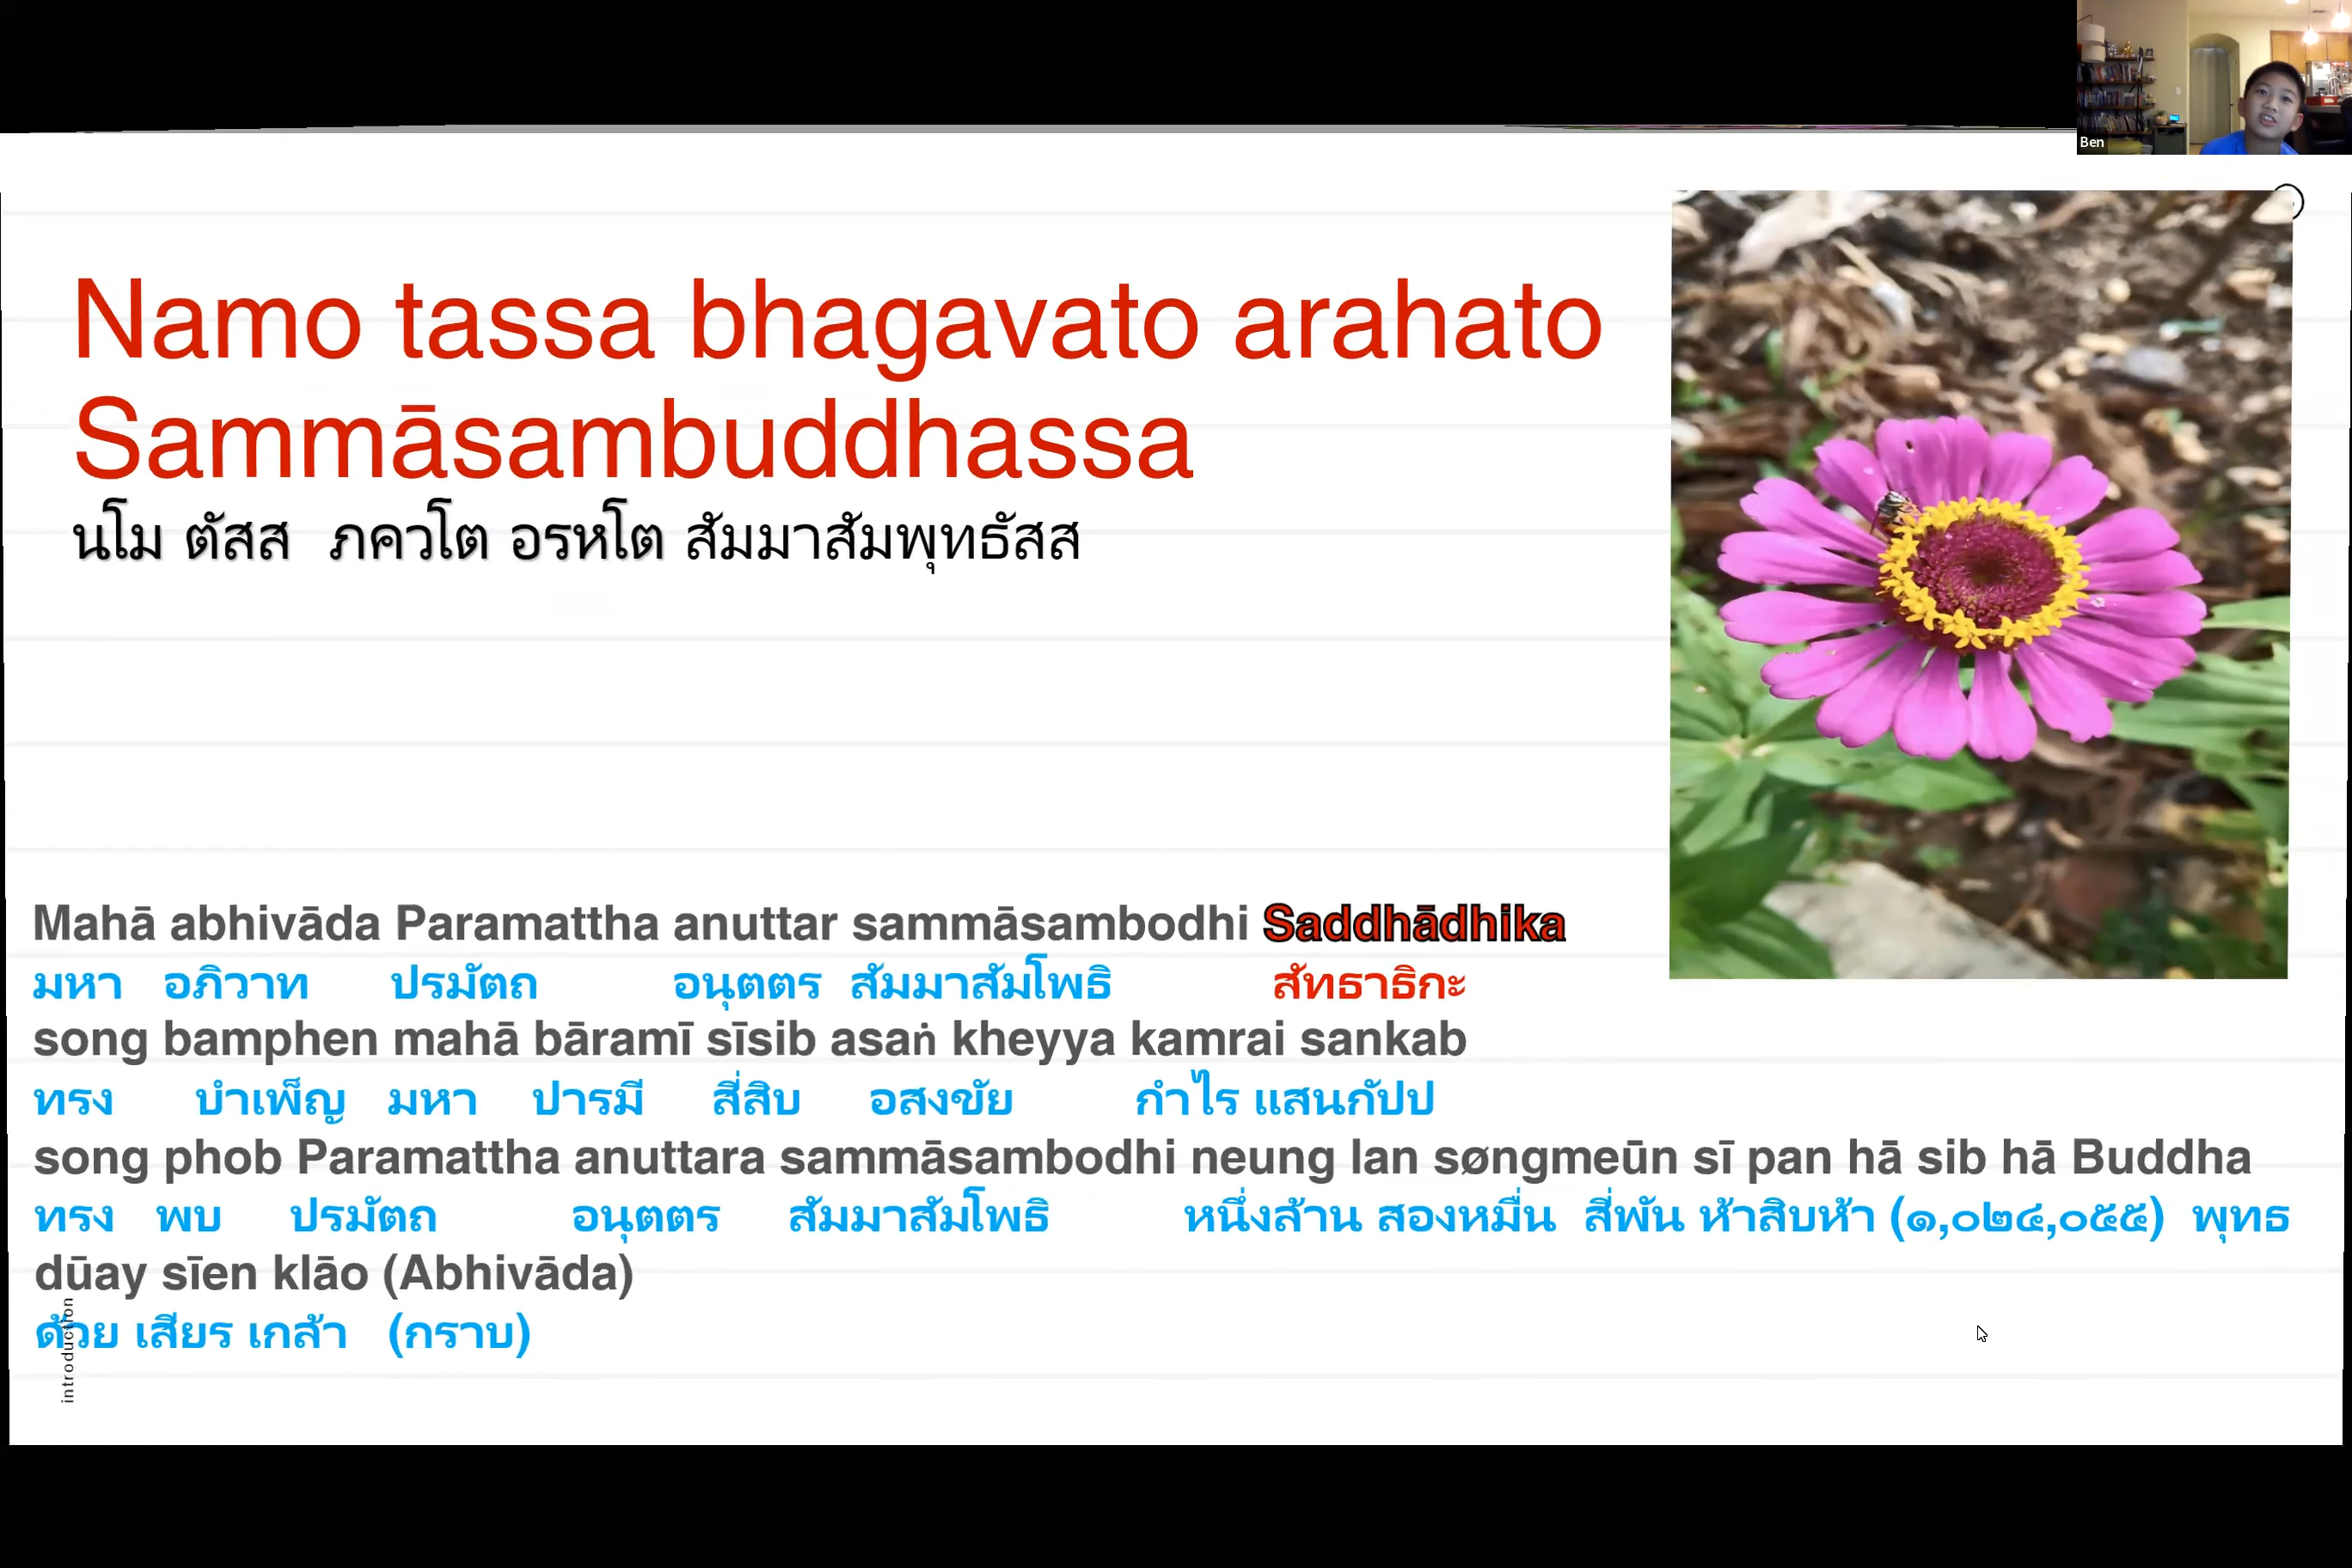 Ben
Namo tassa bhagavato arahato
Sammāsambuddhassa
นโม ตัสส ภควโต อรหโต สัมมาสัมพุทธัสส
Mahā abhivāda Paramattha anuttar sammāsambodhi Saddhādhika
มหา อภิวาท ปรมัตถ อนุตตร สัมมาสัมโพธิ สัทธาธิกะ
song bamphen mahā bāramī sīsib asaṅ kheyya kamrai sankab
ทรง บำเพ็ญ มหา ปารมี สี่สิบ อสงขัย กำไร แสนกัปป
song phob Paramattha anuttara sammāsambodhi neung lan søngmeūn sī pan hā sib hā Buddha
ทรง พบ ปรมัตถ อนุตตร สัมมาสัมโพธิ หนึ่งล้าน สองหมื่น สี่พัน ห้าสิบห้า (๑,๐๒๔,๐๕๕) พุทธ
dūay sīen klāo (Abhivāda)
ด้วย เสียร เกล้า (กราบ)
introduction